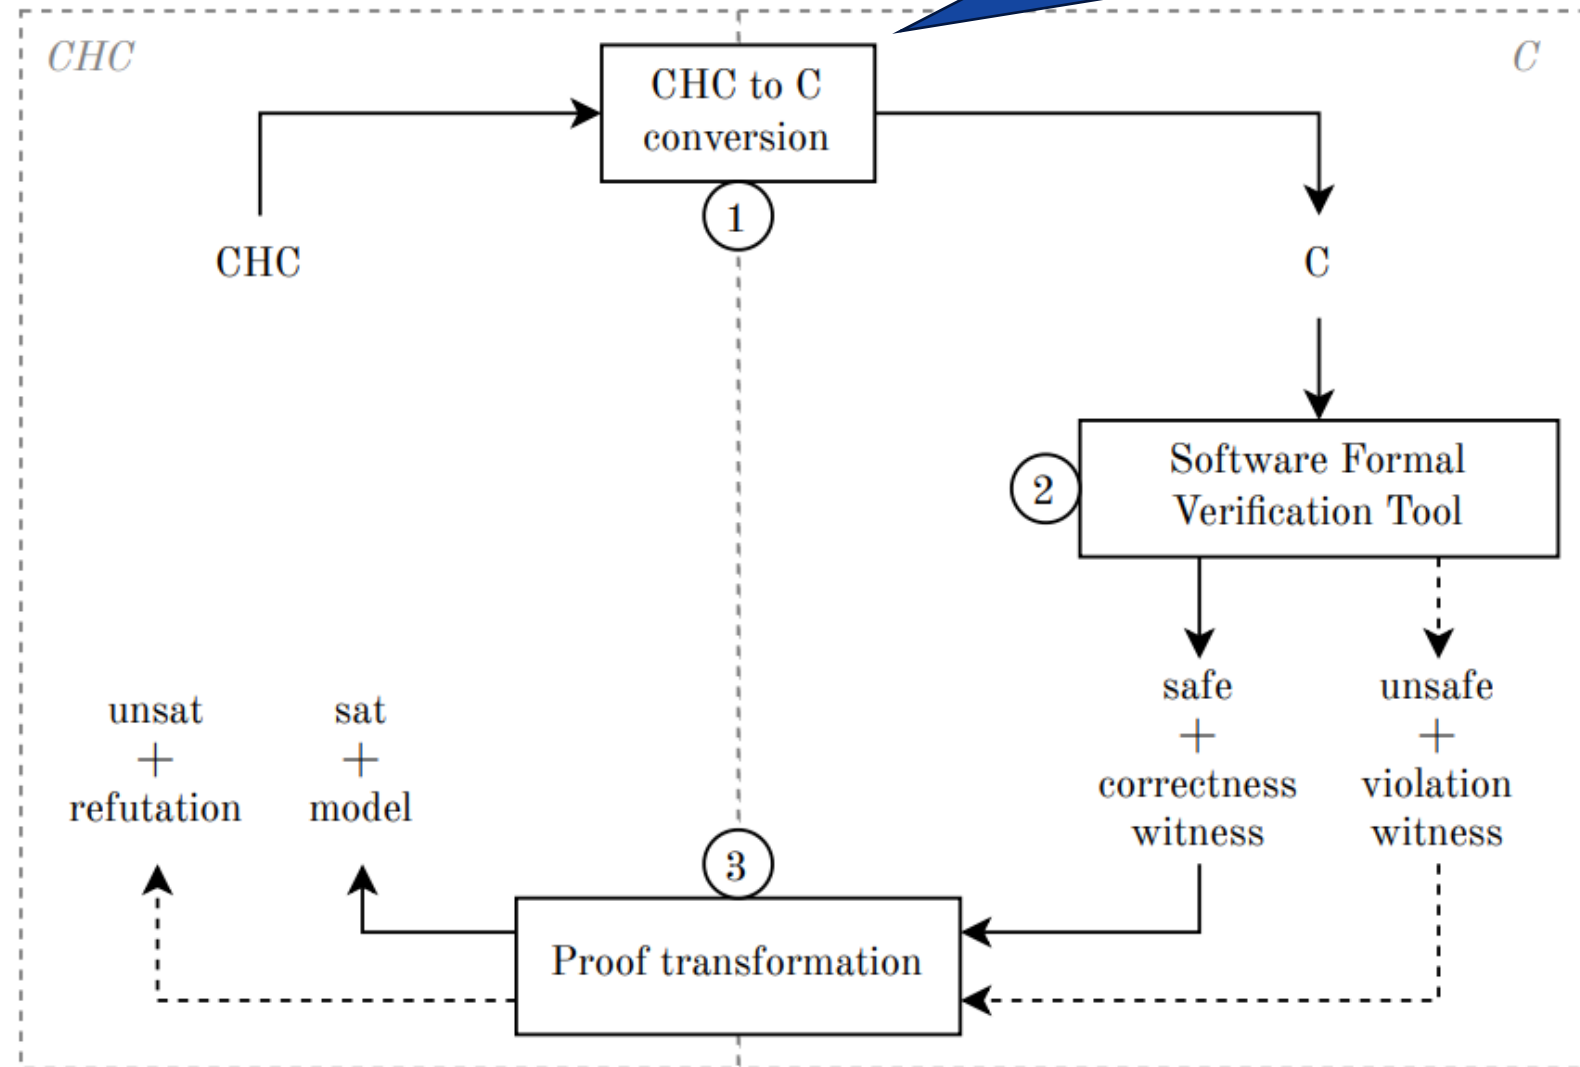 CHC
C
CHC to C
conversion
1
CHC
C
Software Formal
Verification Tool
2
safe
+
correctness
witness
unsafe
+
violation
witness
unsat
+
refutation
sat
+
model
3
Proof transformation